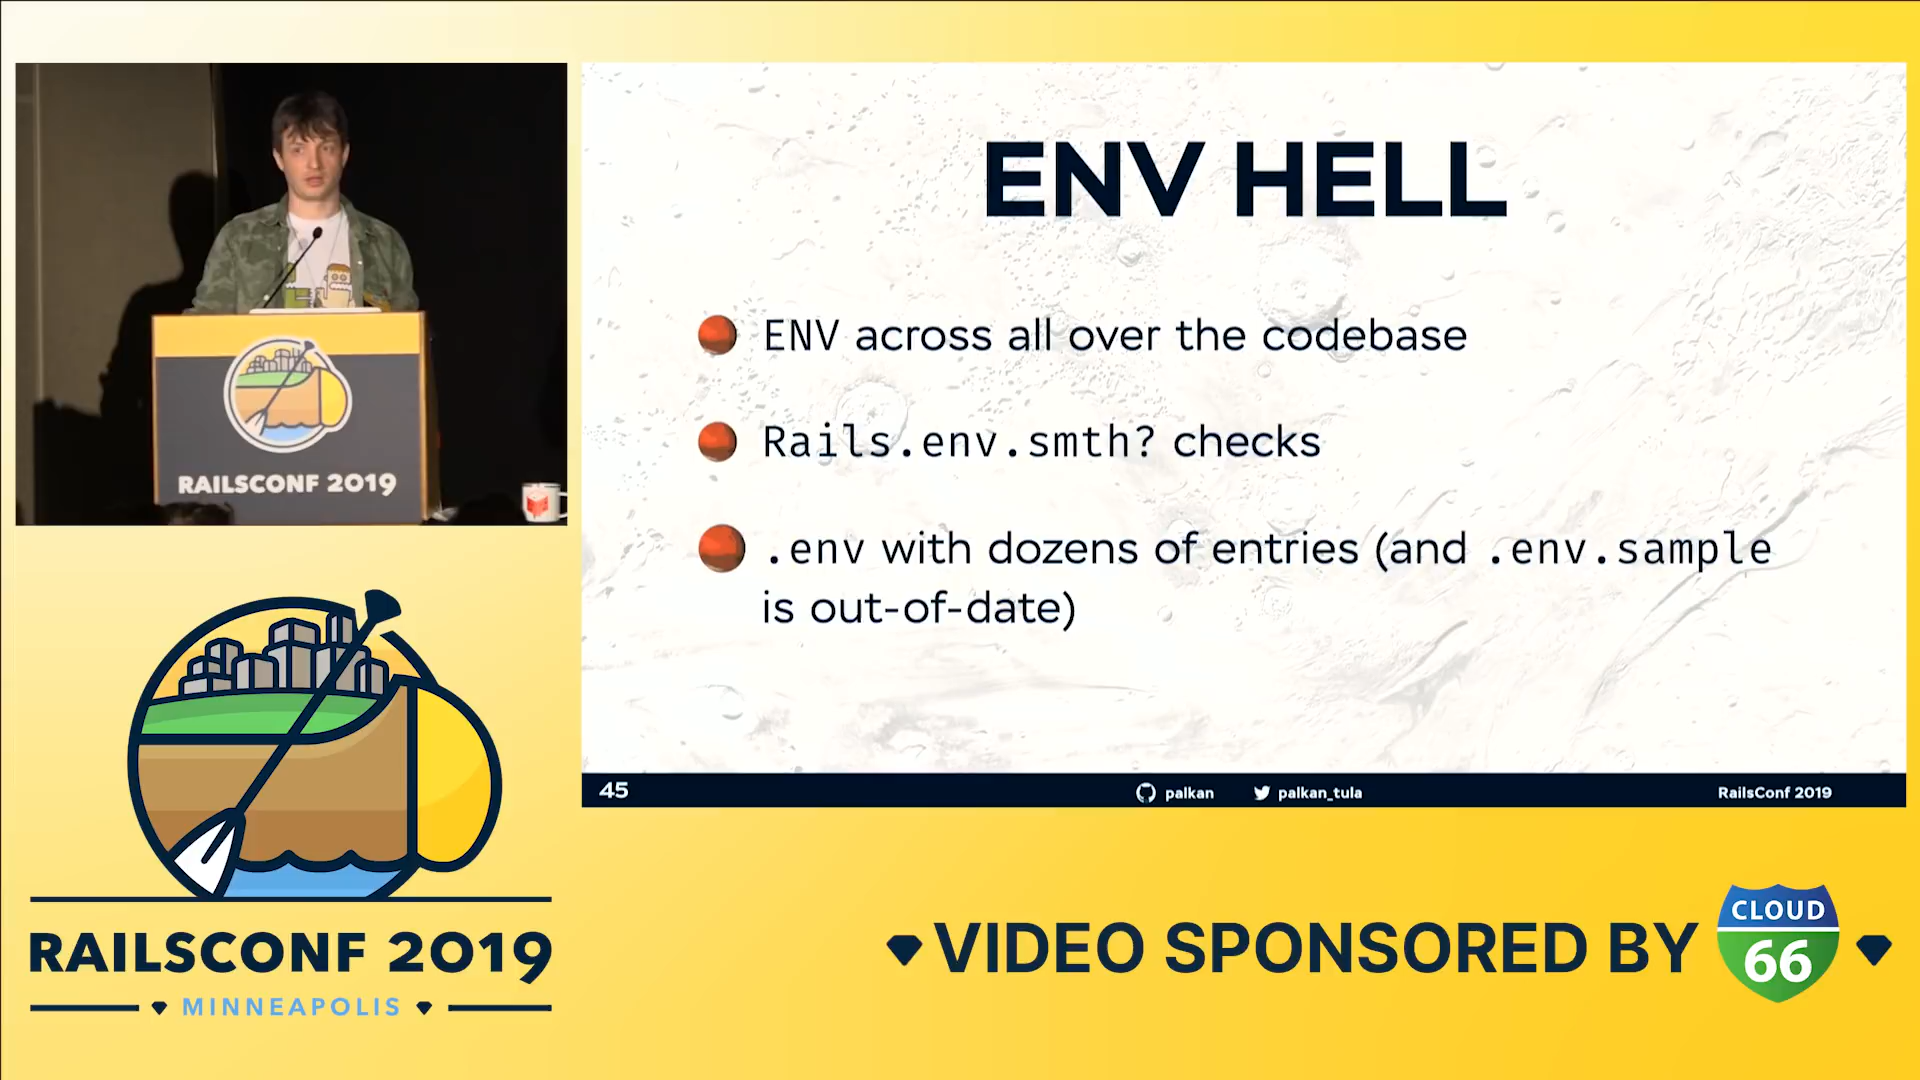 ENV HELL
ENV across all over the codebase
Rails.env.smth? checks
.env with dozens of entries (and .env.sample
is out-of-date)
45
palkan
palkan_tula
RailsConf 2019
RAILSCONF 2019
RAILSCONF 2019
MINNEAPOLIS
VIDEO SPONSORED BY
CLOUD
66